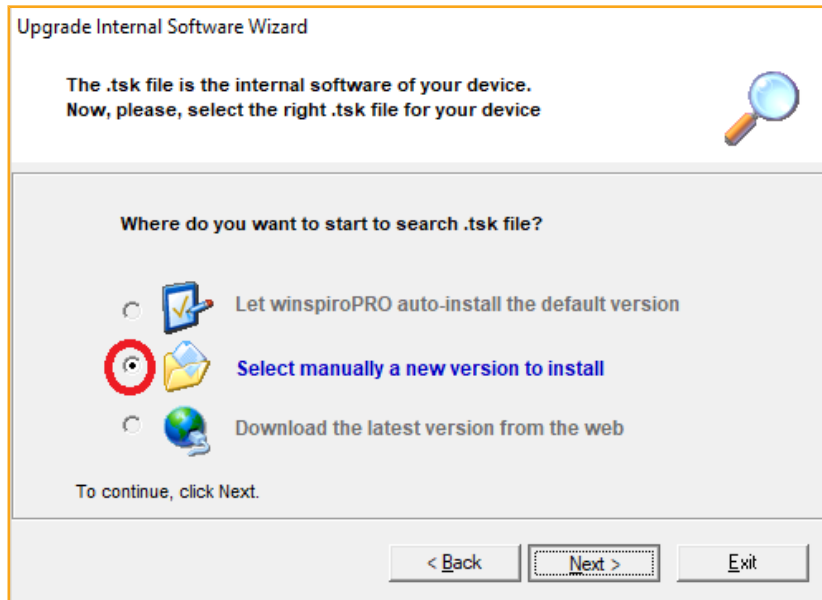 Upgrade Internal Software Wizard
The .tsk file is the internal software of your device.
Now, please, select the right .tsk file for your device
Where do you want to start to search .tsk file?
Let winspiroPRO auto-install the default version
Select manually a new version to install
Download the latest version from the web
To continue, click Next.
< Back Next > Exit